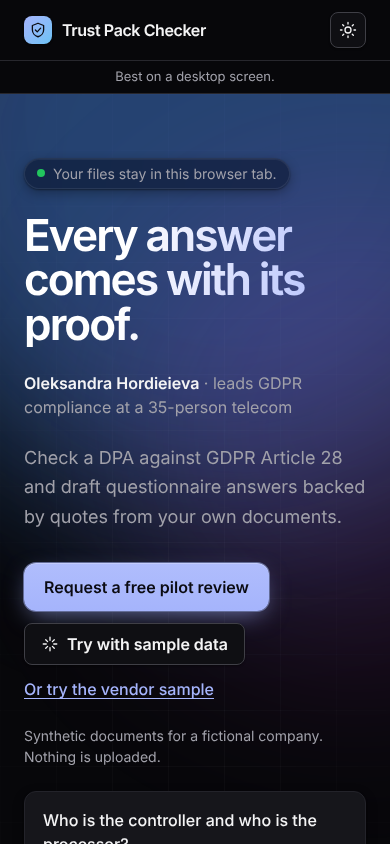 Trust Pack Checker
Best on a desktop screen.
Your files stay in this browser tab.
Every answer
comes with its
proof.
Oleksandra Hordieieva · leads GDPR
compliance at a 35-person telecom
Check a DPA against GDPR Article 28
and draft questionnaire answers backed
by quotes from your own documents.
Request a free pilot review
Try with sample data
Or try the vendor sample
Synthetic documents for a fictional company.
Nothing is uploaded.
Who is the controller and who is the
processor?